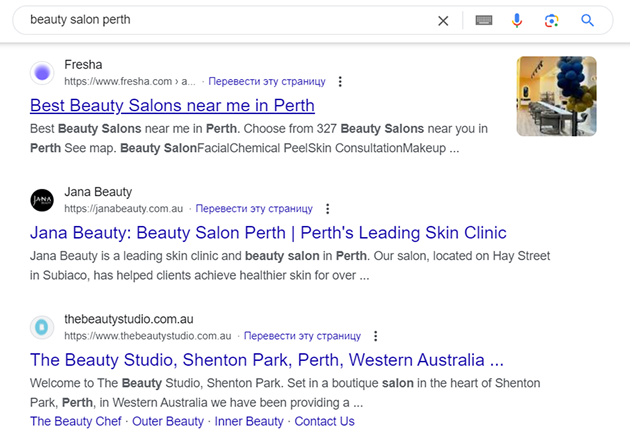 beauty salon perth
Fresha
https://www.fresha.com › a... · Перевести эту страницу
Best Beauty Salons near me in Perth
Best Beauty Salons near me in Perth. Choose from 327 Beauty Salons near you in
Perth See map. Beauty SalonFacialChemical PeelSkin ConsultationMakeup ...
JANA
Jana Beauty
https://janabeauty.com.au · Перевести эту страницу
Jana Beauty: Beauty Salon Perth | Perth's Leading Skin Clinic
Jana Beauty is a leading skin clinic and beauty salon in Perth. Our salon, located on Hay Street
in Subiaco, has helped clients achieve healthier skin for over ...
thebeautystudio.com.au
https://www.thebeautystudio.com.au · Перевести эту страницу
The Beauty Studio, Shenton Park, Perth, Western Australia ...
Welcome to The Beauty Studio, Shenton Park. Set in a boutique salon in the heart of Shenton
Park, Perth, in Western Australia we have been providing a ...
The Beauty Chef · Outer Beauty · Inner Beauty · Contact Us